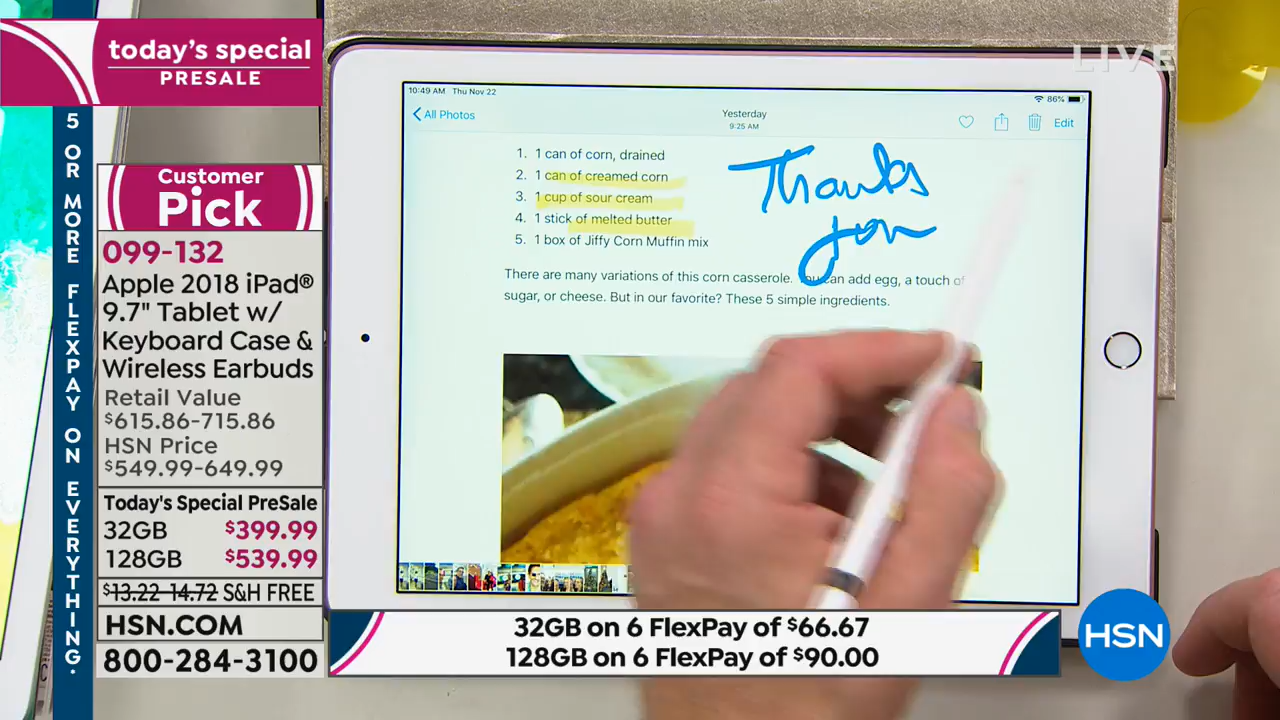 today's special
PRESALE
5 OR MORE FLEXPAY ON EVERYTHING.
Customer
Pick
099-132
Apple 2018 iPad®
9.7" Tablet w/
Keyboard Case &
Wireless Earbuds
Retail Value
$615.86-715.86
HSN Price
$549.99-649.99
Today's Special PreSale
32GB $399.99
128GB $539.99
$13.22-14.72 S&H FREE
HSN.COM
800-284-3100
LIVE
10:49 AM Thu Nov 22
86%
All Photos
Yesterday
9:25 AM
Edit
1. 1 can of corn, drained
2. 1 can of creamed corn
3. 1 cup of sour cream
4. 1 stick of melted butter
5. 1 box of Jiffy Corn Muffin mix
Thanks
There are many variations of this corn casserole. You can add egg, a touch of
sugar, or cheese. But in our favorite? These 5 simple ingredients.
32GB on 6 FlexPay of $66.67
128GB on 6 FlexPay of $90.00
HSN